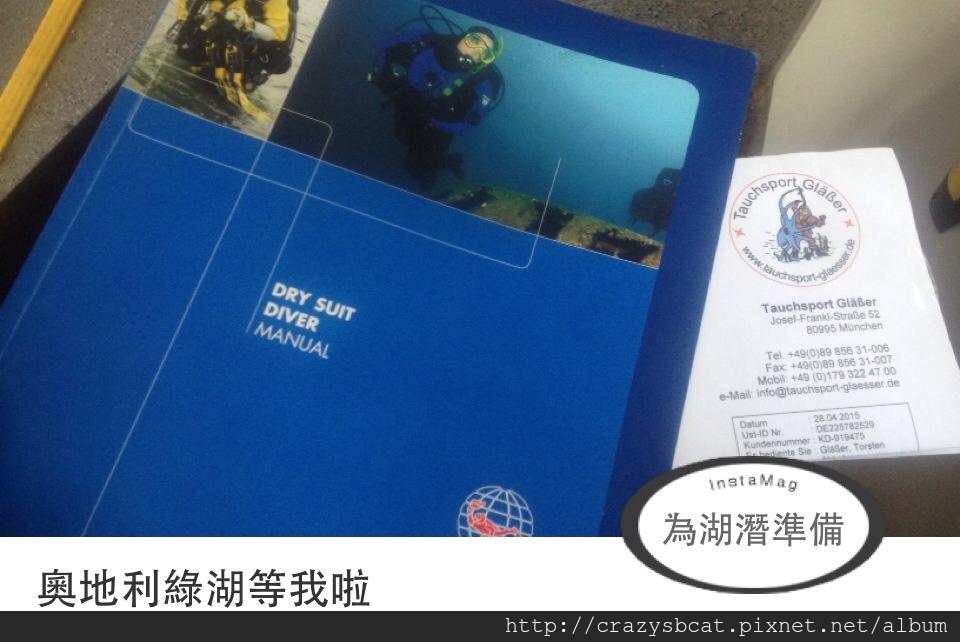 DRY SUIT
DIVER
MANUAL
Tauchsport Gläßer
www.tauchsport-glaesser.de
Tauchsport Gläßer
Josef-Frankl-Straße 52
80995 München
Tel. +49(0)89 856 31-006
Fax: +49(0)89 856 31-007
Mobil: +49 (0)179 322 47 00
e-Mail: info@tauchsport-glaesser.de
Datum : 28.04.2015
Ust-ID Nr. : DE225782529
Kundennummer : KD-919475
Es bediente Sie : Gläßer, Torsten
InstaMag
為湖潛準備
奧地利綠湖等我啦
http://crazysbcat.pixnet.net/album